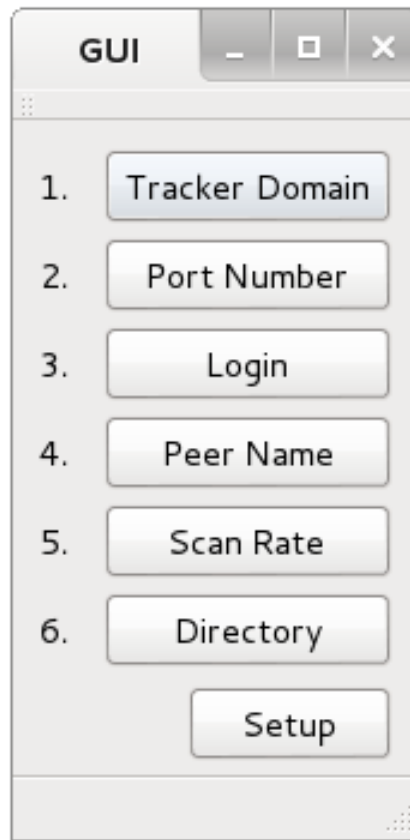 GUI
1. Tracker Domain
2. Port Number
3. Login
4. Peer Name
5. Scan Rate
6. Directory
Setup